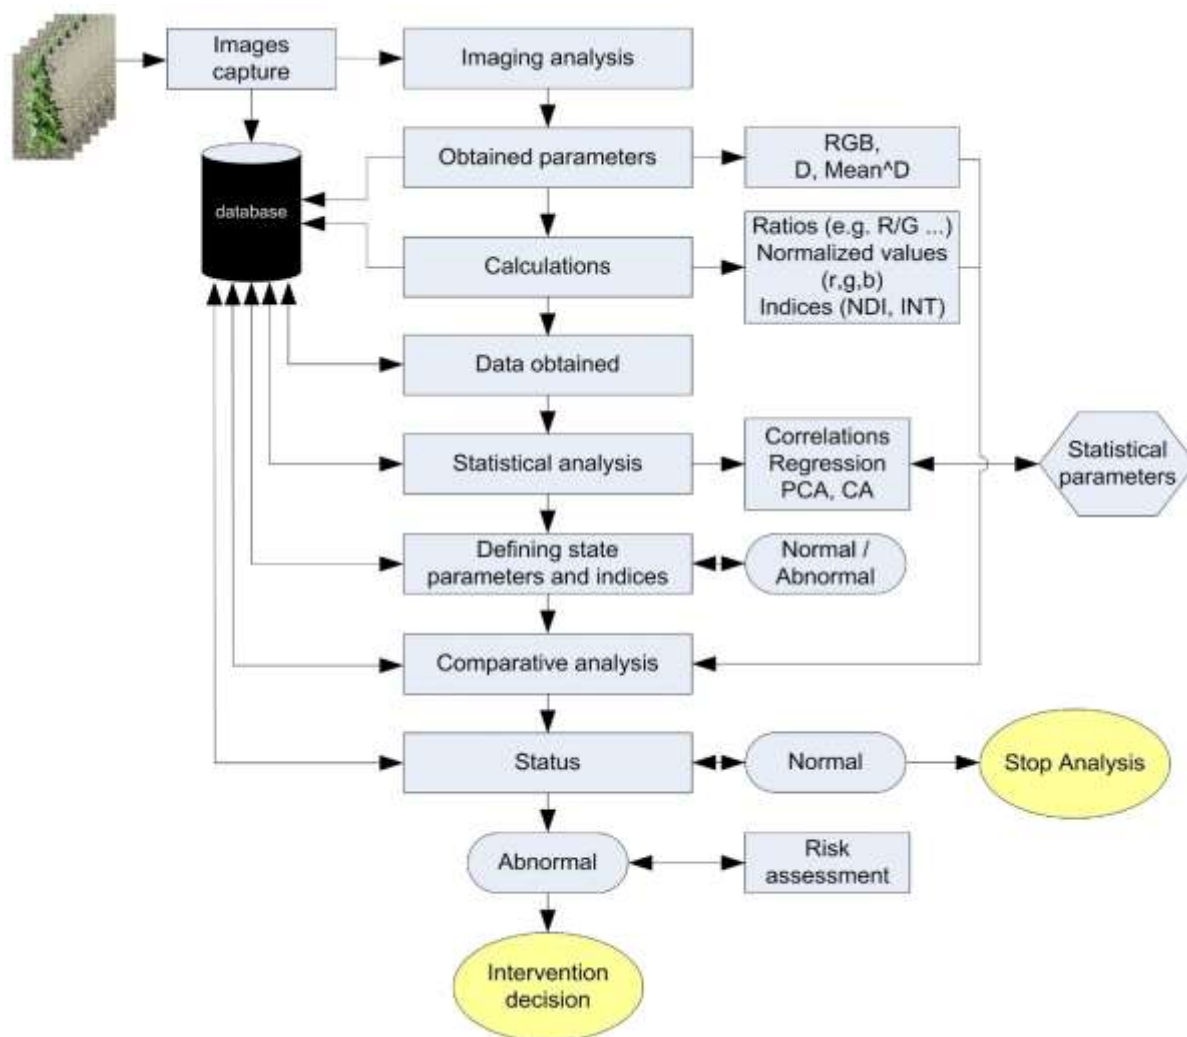 Images
capture
Imaging analysis
Obtained parameters
RGB,
D, Mean^D
database
Calculations
Ratios (e.g. R/G ...)
Normalized values
(r,g,b)
Indices (NDI, INT)
Data obtained
Statistical analysis
Correlations
Regression
PCA, CA
Statistical
parameters
Defining state
parameters and indices
Normal /
Abnormal
Comparative analysis
Status
Normal
Stop Analysis
Abnormal
Risk
assessment
Intervention
decision